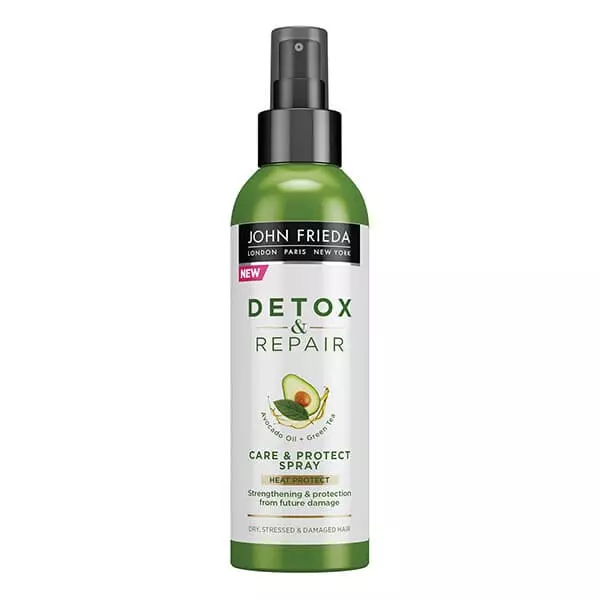 JOHN FRIEDA
LONDON PARIS NEW YORK
NEW
DETOX
&
REPAIR
Avocado Oil + Green Tea
CARE & PROTECT
SPRAY
HEAT PROTECT
Strengthening & protection
from future damage
DRY, STRESSED & DAMAGED HAIR